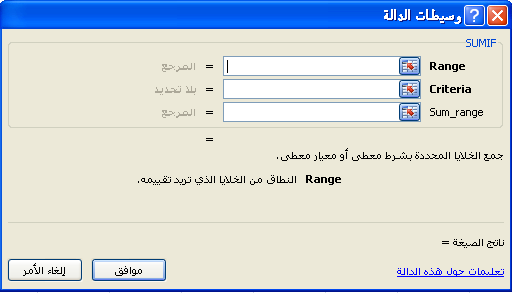 وسيطات الدالة
SUMIF
Range = المرجع
Criteria = بلا تحديد
Sum_range = المرجع
=
جمع الخلايا المحددة بشرط معطى أو معيار معطى.
Range النطاق من الخلايا الذي تريد تقييمه.
ناتج الصيغة =
تعليمات حول هذه الدالة
موافق
إلغاء الأمر